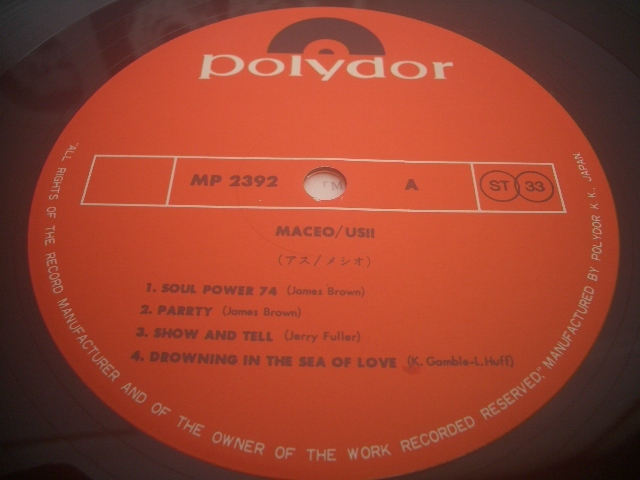 polydor
MP 2392 TM A ST 33
MACEO/USII
(アス/メシオ)
1. SOUL POWER 74 (James Brown)
2. PARRTY (James Brown)
3. SHOW AND TELL (Jerry Fuller)
4. DROWNING IN THE SEA OF LOVE (K. Gamble-L.Huff)
"ALL RIGHTS OF THE RECORD MANUFACTURER AND OF THE OWNER OF THE WORK RECORDED RESERVED." MANUFACTURED BY POLYDOR K K. JAPAN